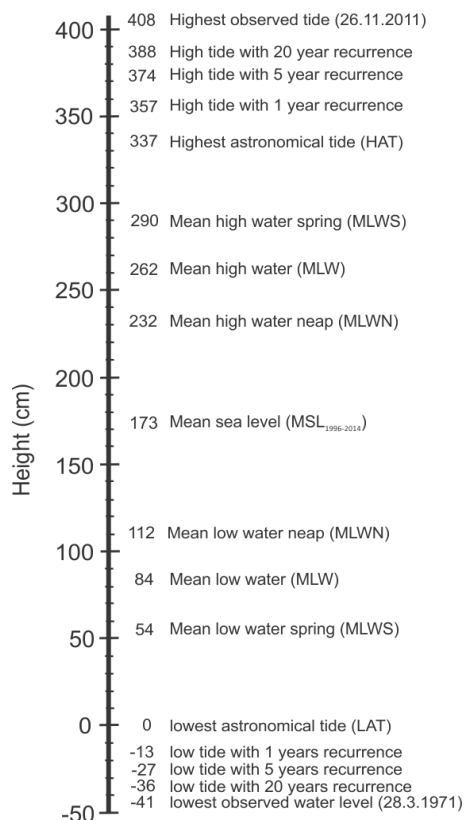 408 Highest observed tide (26.11.2011)
400
388 High tide with 20 year recurrence
374 High tide with 5 year recurrence
357 High tide with 1 year recurrence
350
337 Highest astronomical tide (HAT)
300
290 Mean high water spring (MLWS)
262 Mean high water (MLW)
250
232 Mean high water neap (MLWN)
200
Height (cm)
173 Mean sea level (MSL1996-2014)
150
112 Mean low water neap (MLWN)
100
84 Mean low water (MLW)
54 Mean low water spring (MLWS)
50
0 0 lowest astronomical tide (LAT)
-13 low tide with 1 years recurrence
-27 low tide with 5 years recurrence
-36 low tide with 20 years recurrence
-41 lowest observed water level (28.3.1971)
-50